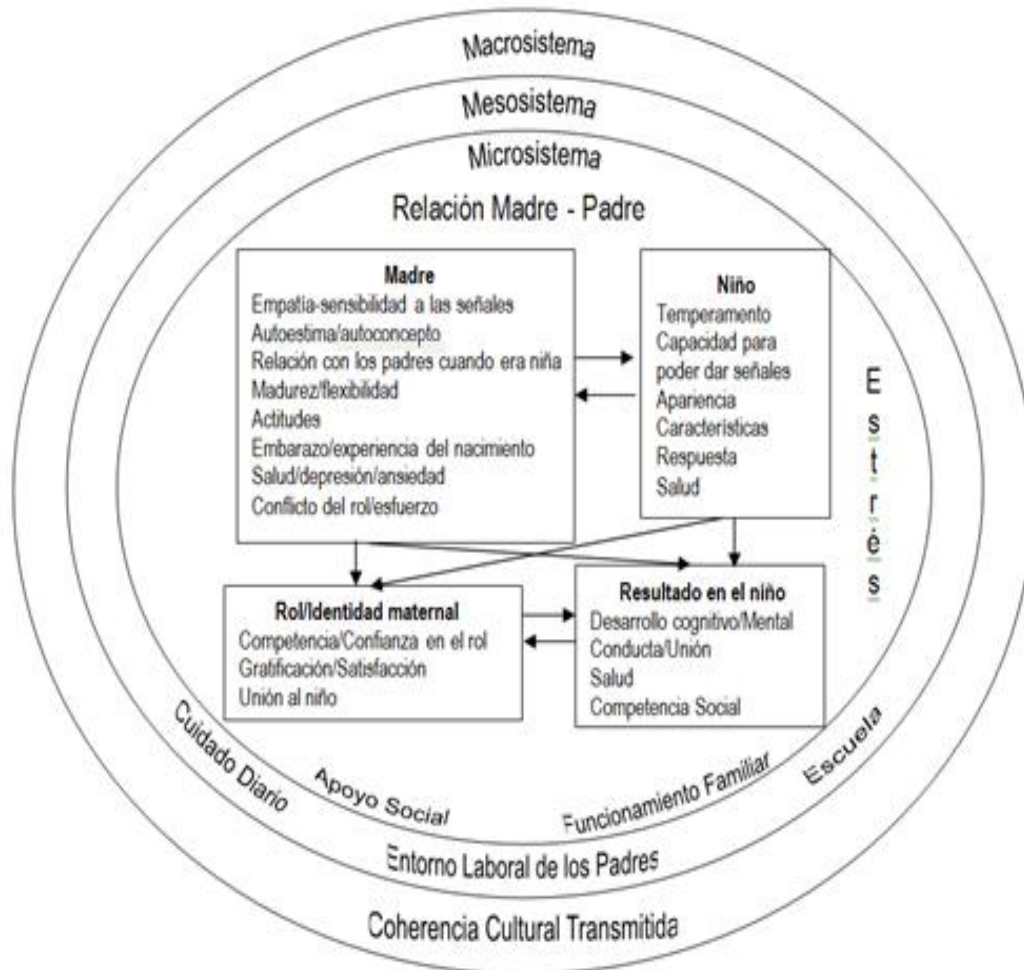 Macrosistema
Mesosistema
Microsistema
Relación Madre - Padre
Madre
Empatía-sensibilidad a las señales
Autoestima/autoconcepto
Relación con los padres cuando era niña
Madurez/flexibilidad
Actitudes
Embarazo/experiencia del nacimiento
Salud/depresión/ansiedad
Conflicto del rol/esfuerzo
Niño
Temperamento
Capacidad para
poder dar señales
Apariencia
Características
Respuesta
Salud
Estrés
Rol/Identidad maternal
Competencia/Confianza en el rol
Gratificación/Satisfacción
Unión al niño
Resultado en el niño
Desarrollo cognitivo/Mental
Conducta/Unión
Salud
Competencia Social
Cuidado Diario
Apoyo Social
Funcionamiento Familiar
Escuela
Entorno Laboral de los Padres
Coherencia Cultural Transmitida